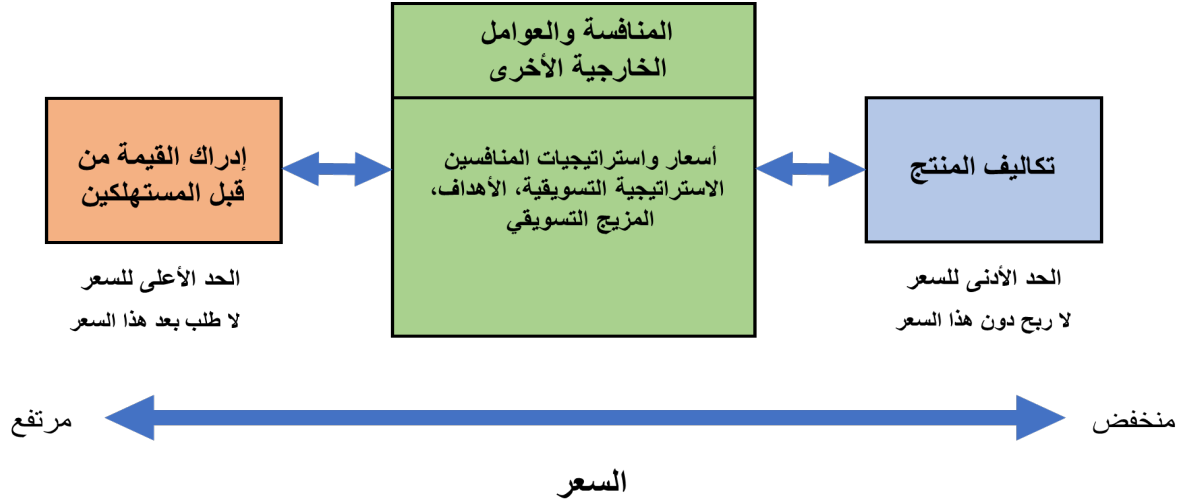 المنافسة والعوامل
الخارجية الأخرى
تكاليف المنتج
أسعار واستراتيجيات المنافسين
الاستراتيجية التسويقية، الأهداف،
المزيج التسويقي
إدراك القيمة من
قبل المستهلكين
الحد الأدنى للسعر
لا ربح دون هذا السعر
الحد الأعلى للسعر
لا طلب بعد هذا السعر
منخفض
مرتفع
السعر